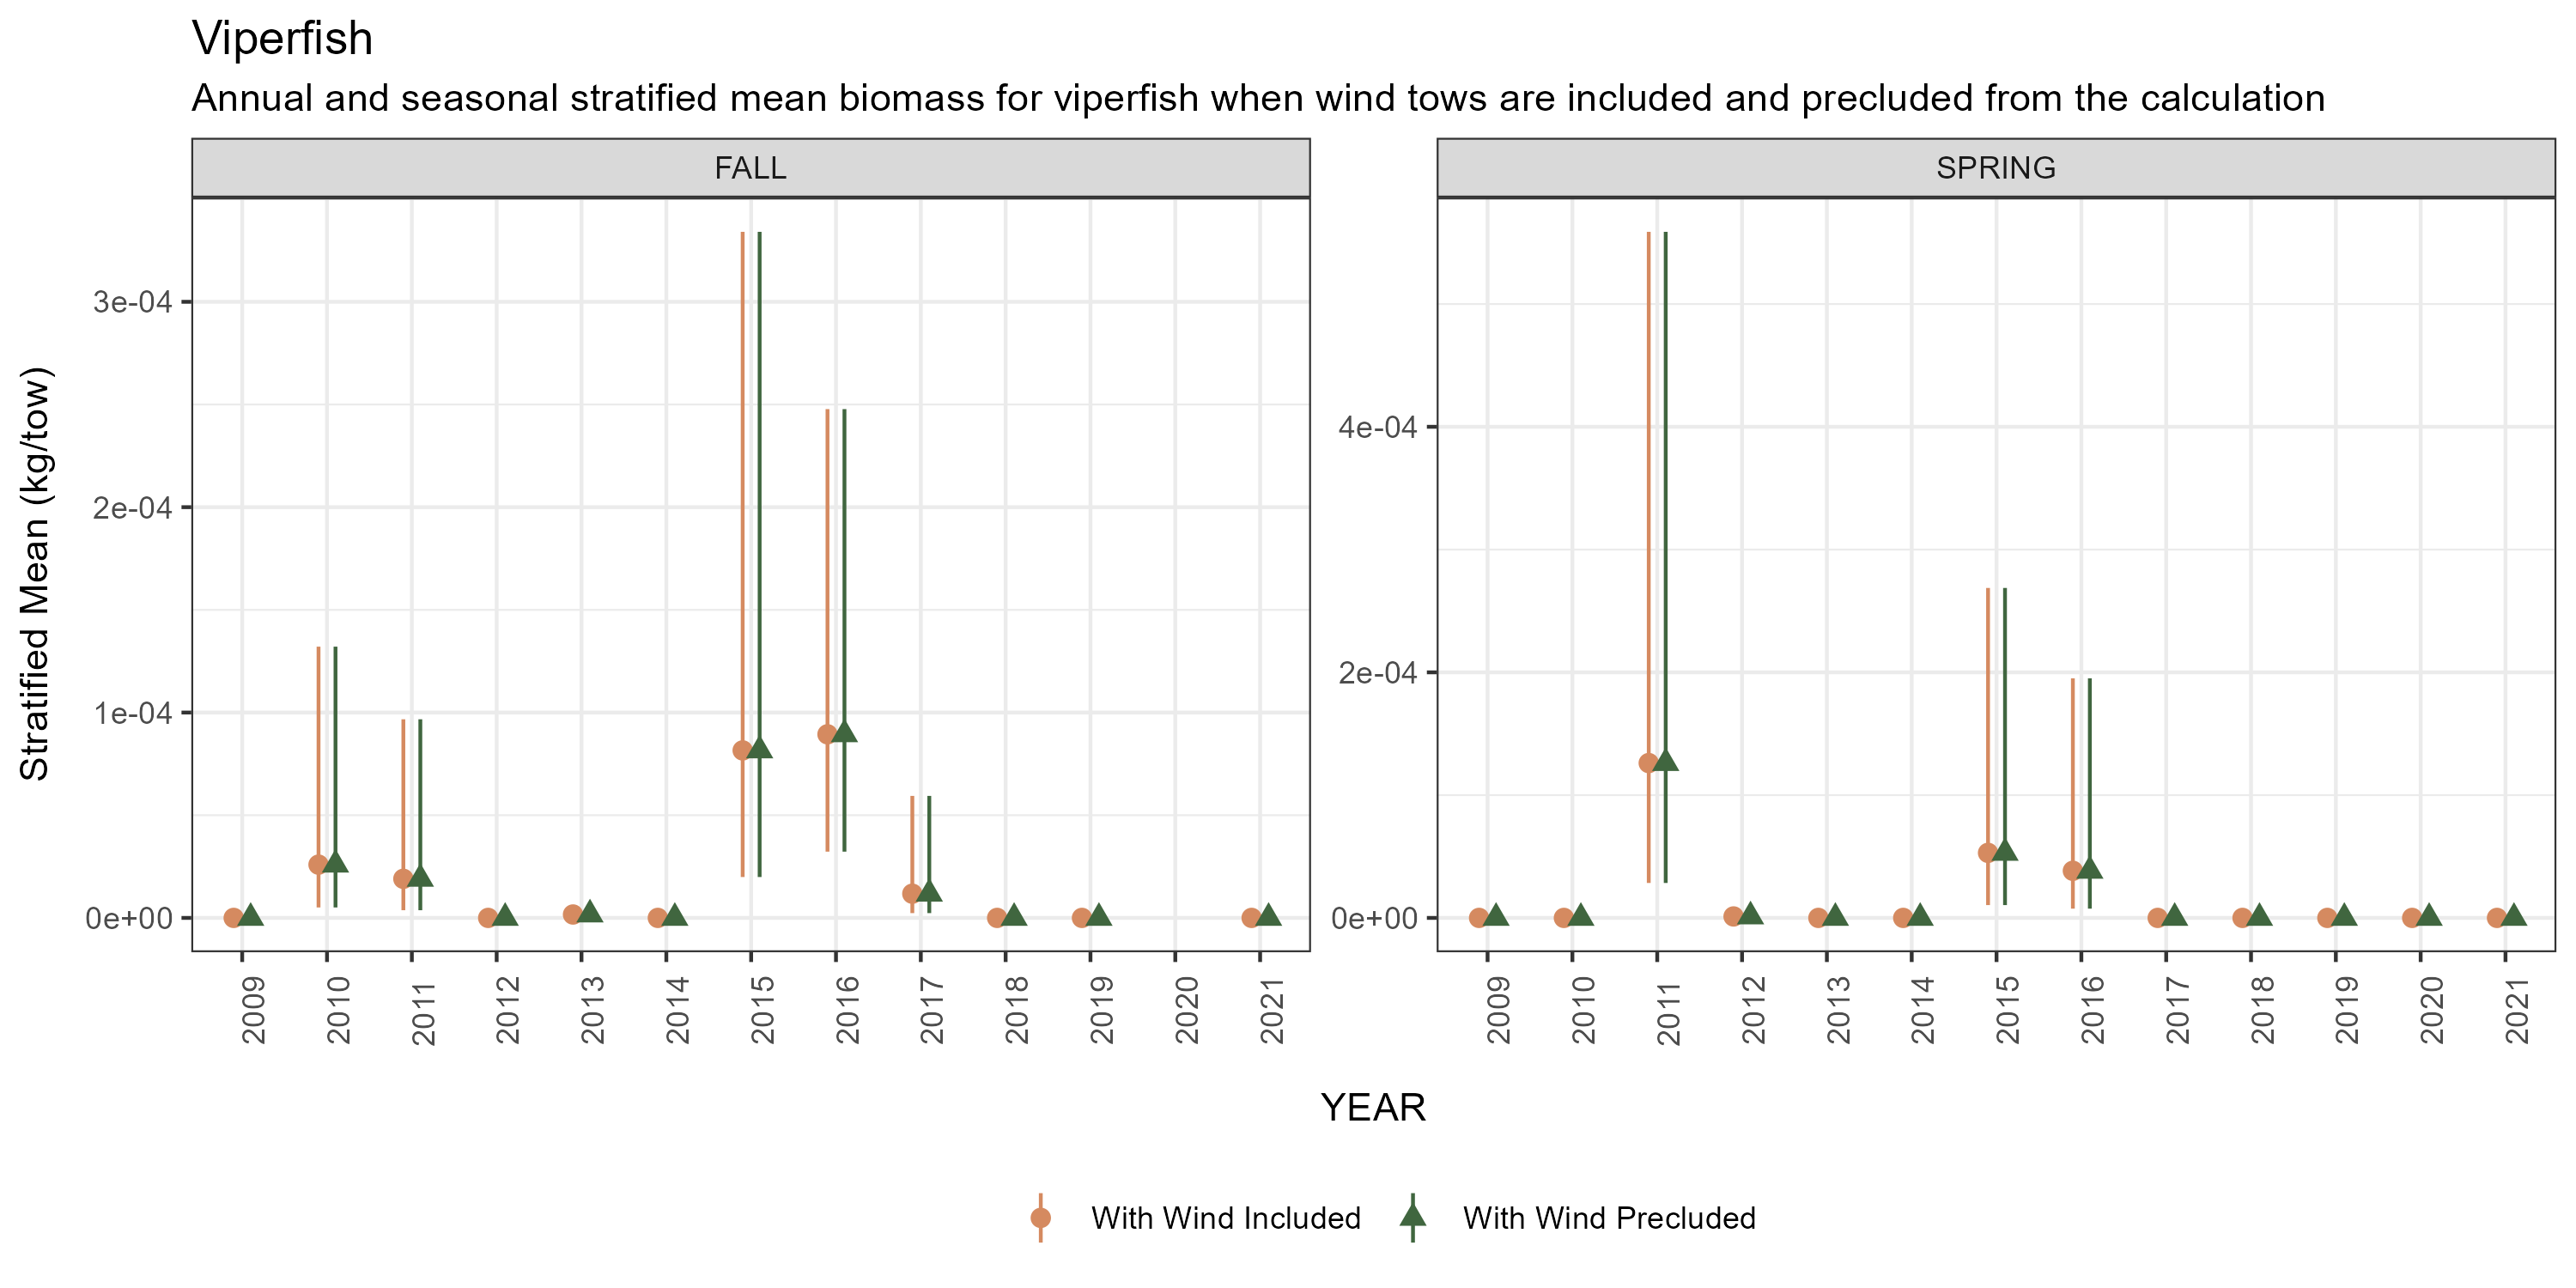 Viperfish
Annual and seasonal stratified mean biomass for viperfish when wind tows are included and precluded from the calculation
FALL
SPRING
Stratified Mean (kg/tow)
3e-04
2e-04
1e-04
0e+00
4e-04
2e-04
0e+00
2009 2010 2011 2012 2013 2014 2015 2016 2017 2018 2019 2020 2021
2009 2010 2011 2012 2013 2014 2015 2016 2017 2018 2019 2020 2021
YEAR
With Wind Included
With Wind Precluded